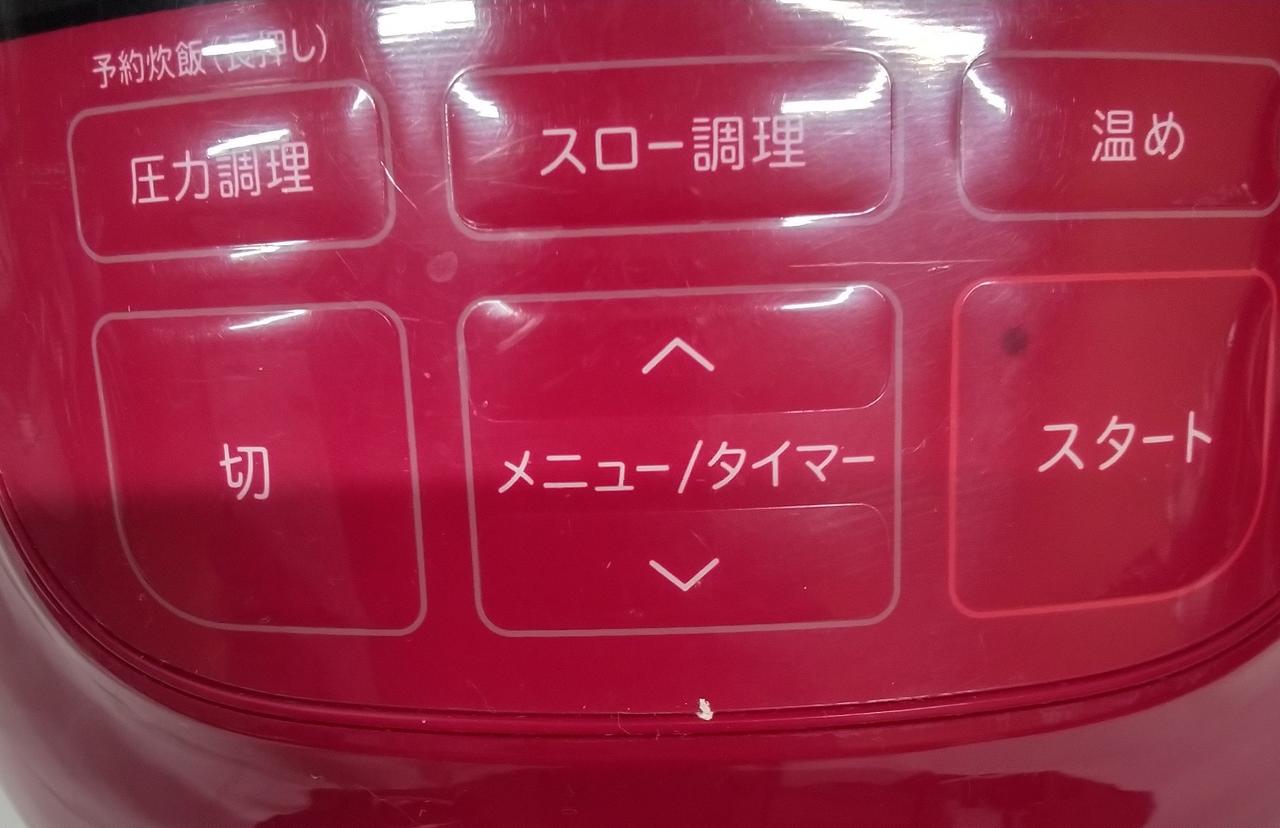 予約炊飯(長押し)
圧力調理
スロー調理
温め
切
メニュー/タイマー
スタート